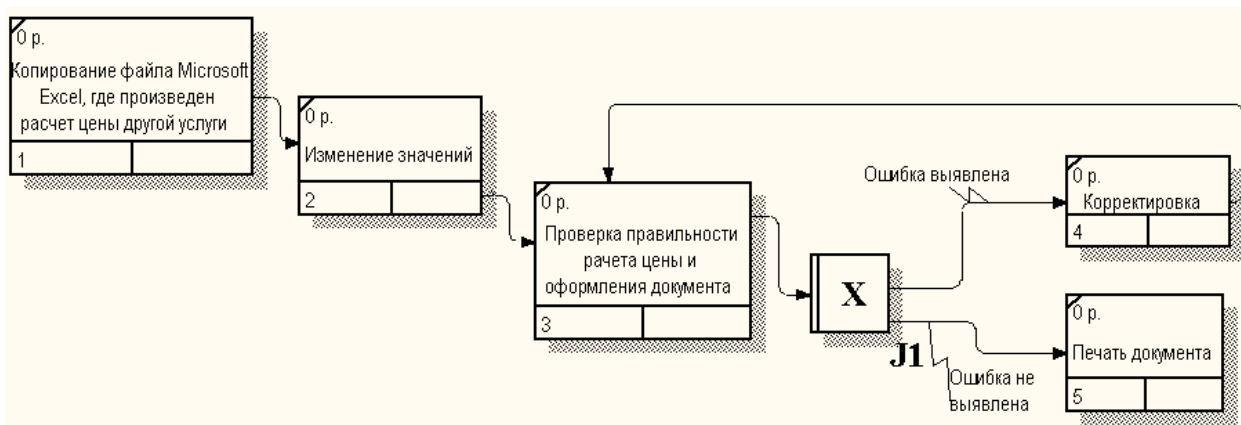 0 р.
Копирование файла Microsoft
Excel, где произведен
расчет цены другой услуги
1
0 р.
Изменение значений
2
0 р.
Проверка правильности
рачета цены и
оформления документа
3
X
J1
Ошибка выявлена
Ошибка не
выявлена
0 р.
Корректировка
4
0 р.
Печать документа
5